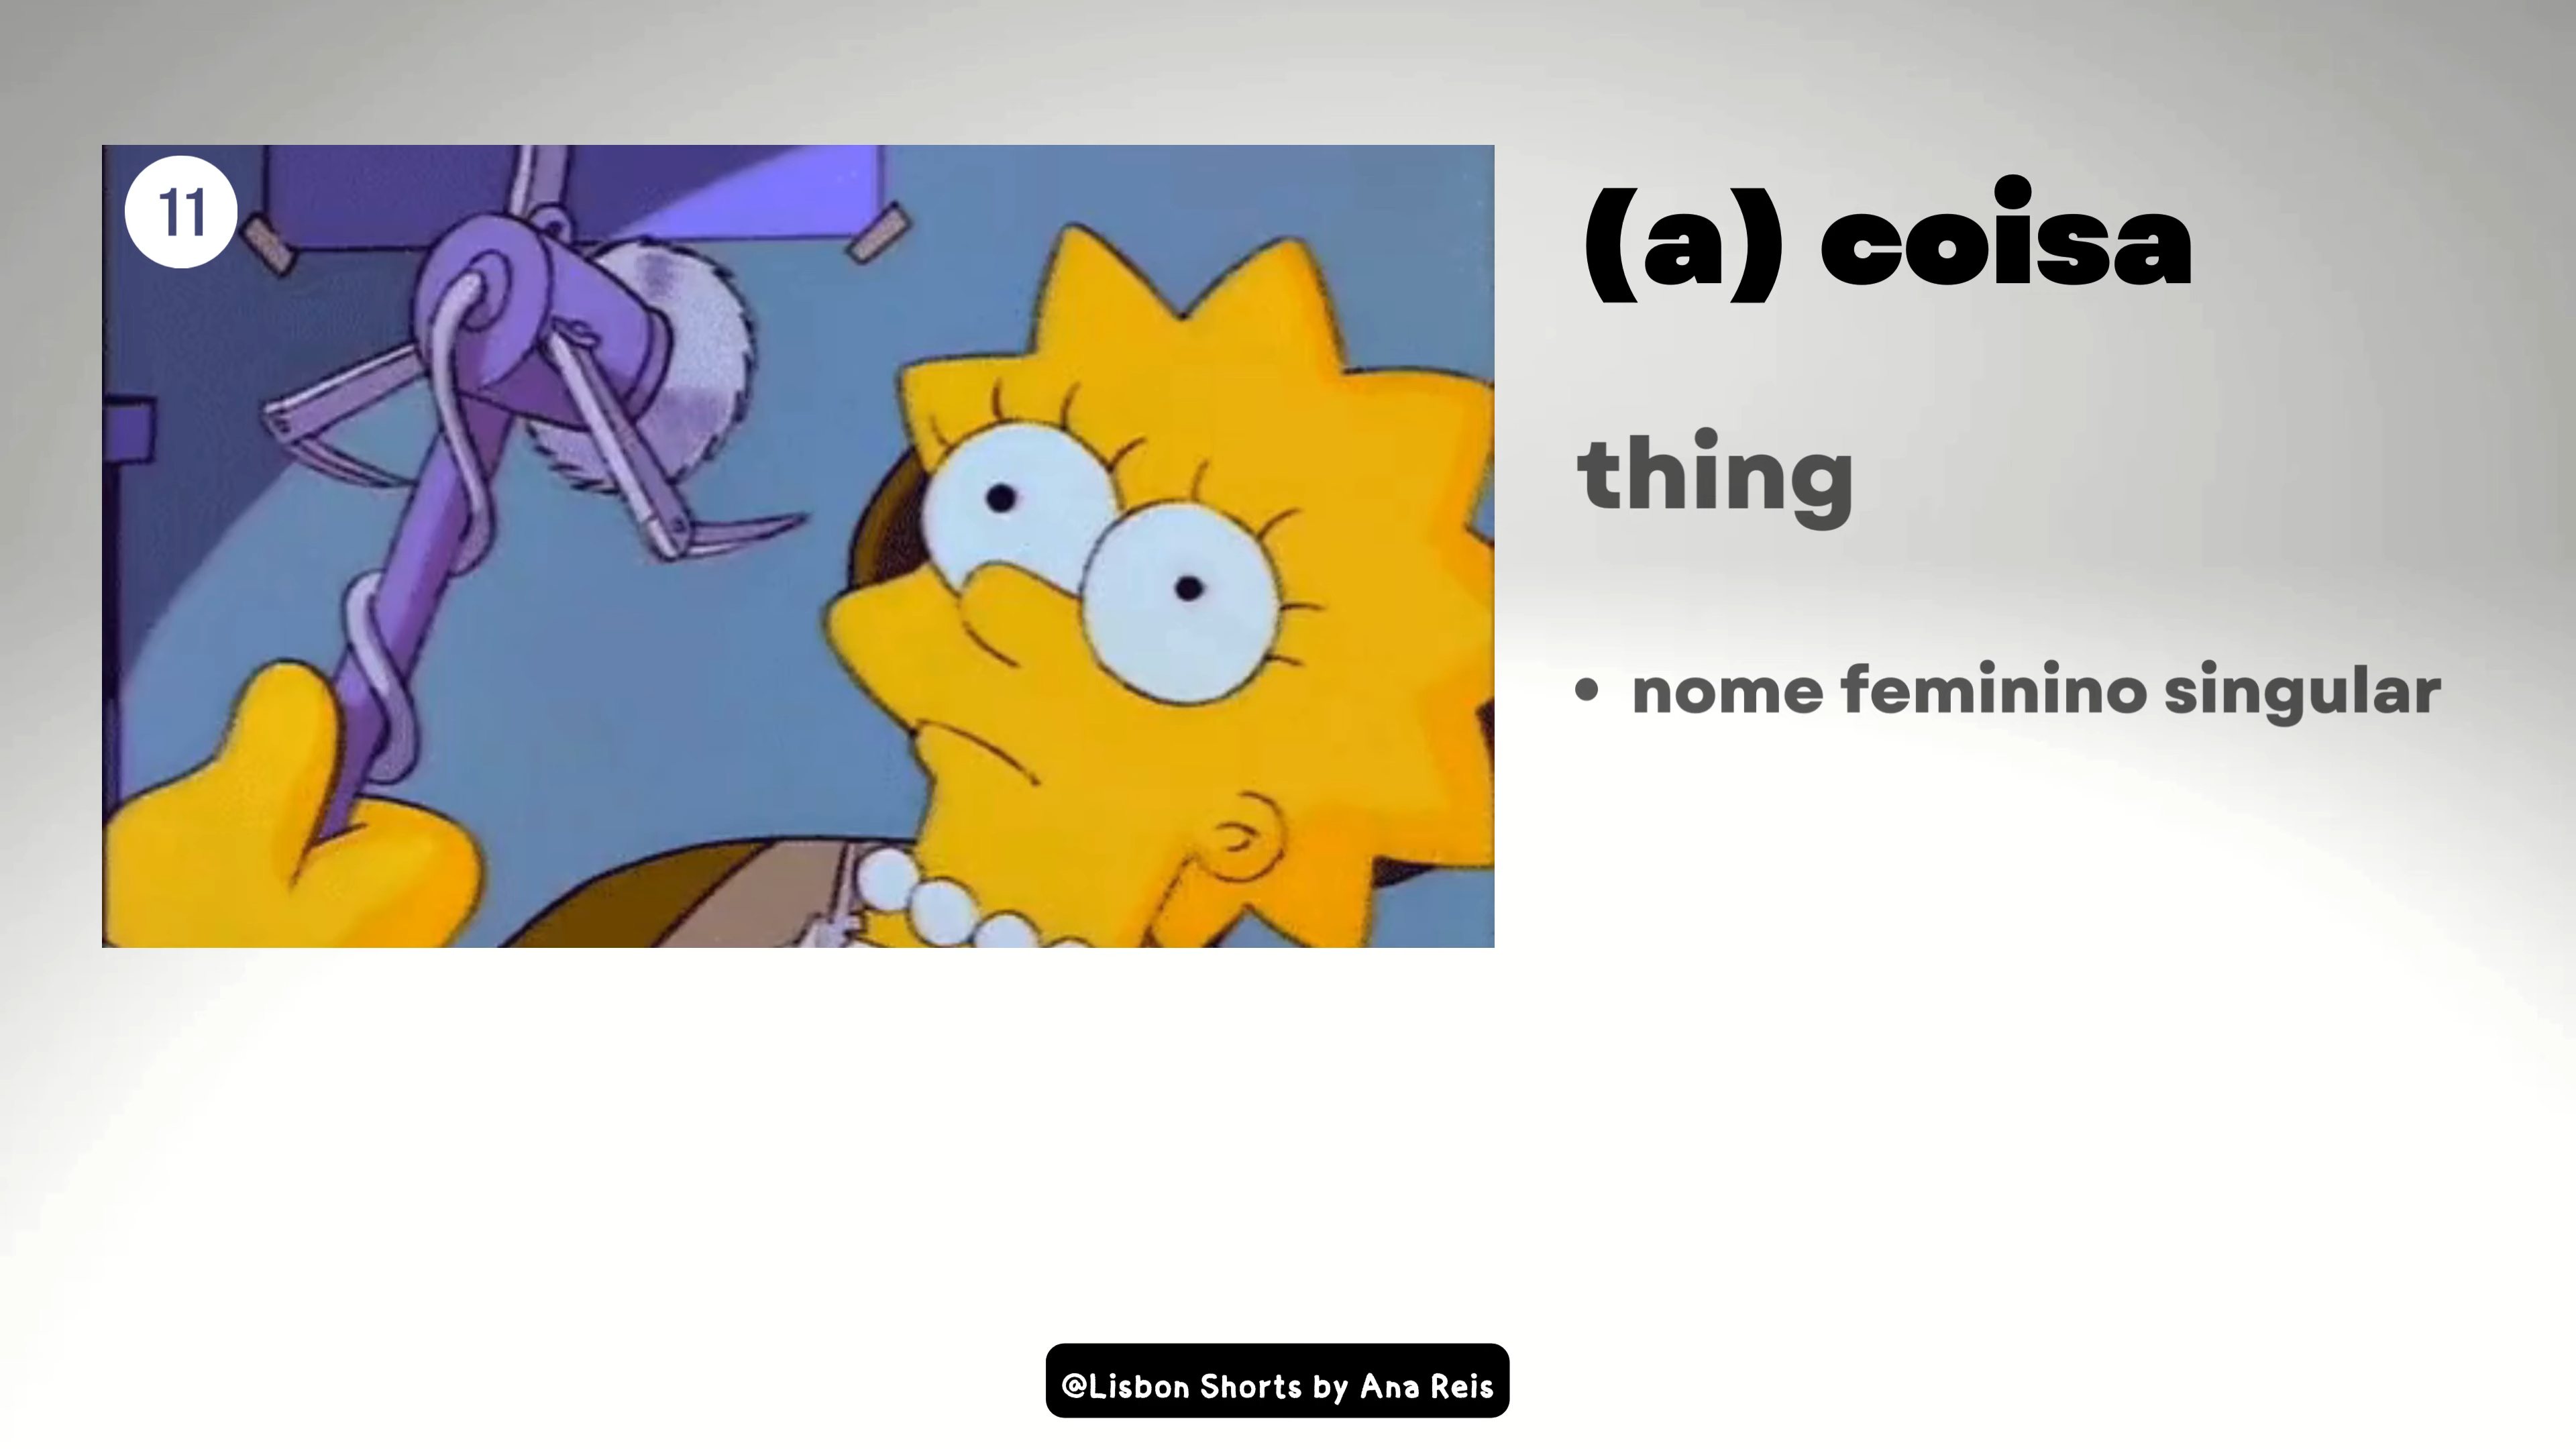 11
(a) coisa
thing
• nome feminino singular
@Lisbon Shorts by Ana Reis